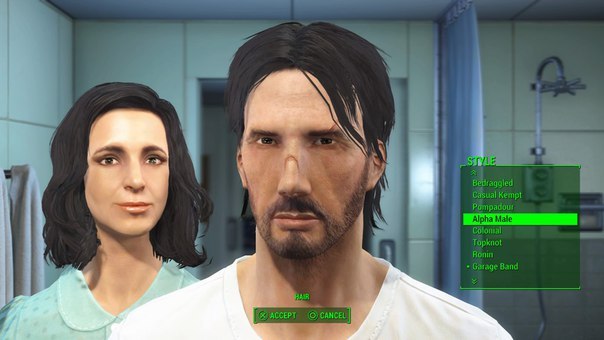 STYLE
Bedraggled
Casual Kempt
Pompadour
Alpha Male
Colonial
Topknot
Ronin
• Garage Band
HAIR
ACCEPT CANCEL